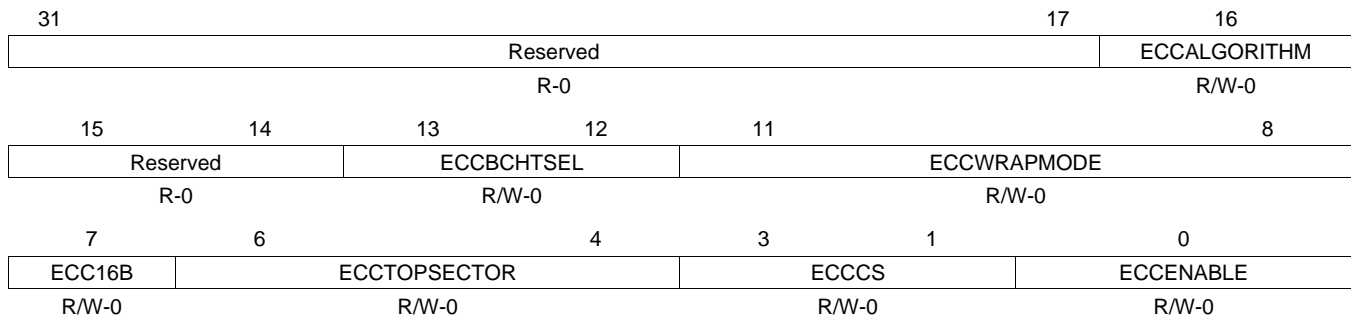 31 17 16
Reserved ECCALGORITHM
R-0 R/W-0
15 14 13 12 11 8
Reserved ECCBCHTSEL ECCWRAPMODE
R-0 R/W-0 R/W-0
7 6 4 3 1 0
ECC16B ECCTOPSECTOR ECCCS ECCENABLE
R/W-0 R/W-0 R/W-0 R/W-0